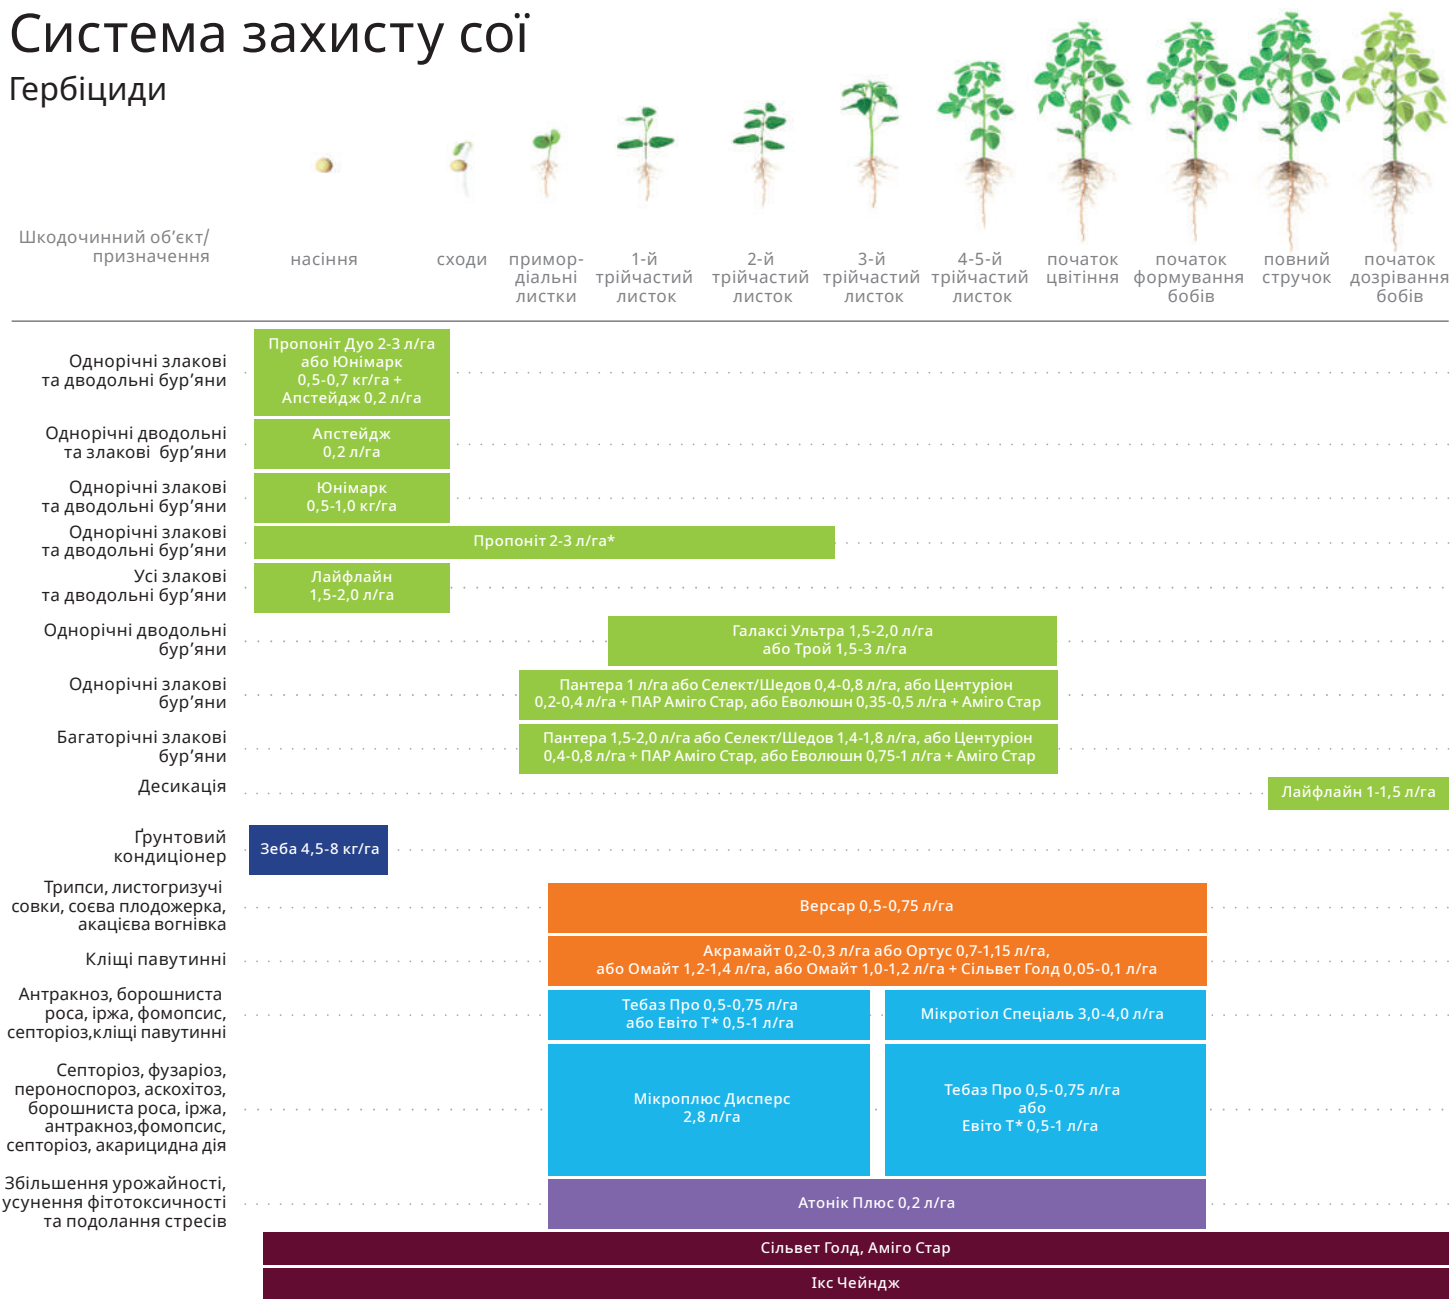 Система захисту сої
Гербіциди
Шкодочинний об’єкт/
призначення
насіння
сходи
примор-
діальні
листки
1-й
трійчастий
листок
2-й
трійчастий
листок
3-й
трійчастий
листок
4-5-й
трійчастий
листок
початок
цвітіння
початок
формування
бобів
повний
стручок
початок
дозрівання
бобів
Однорічні злакові
та дводольні бур’яни
Пропоніт Дуо 2-3 л/га
або Юнімарк
0,5-0,7 кг/га +
Апстейдж 0,2 л/га
Однорічні дводольні
та злакові бур’яни
Апстейдж
0,2 л/га
Однорічні злакові
та дводольні бур’яни
Юнімарк
0,5-1,0 кг/га
Однорічні злакові
та дводольні бур’яни
Пропоніт 2-3 л/га*
Усі злакові
та дводольні бур’яни
Лайфлайн
1,5-2,0 л/га
Однорічні дводольні
бур’яни
Галаксі Ультра 1,5-2,0 л/га
або Трой 1,5-3 л/га
Однорічні злакові
бур’яни
Пантера 1 л/га або Селект/Шедов 0,4-0,8 л/га, або Центуріон
0,2-0,4 л/га + ПАР Аміго Стар, або Еволюшн 0,35-0,5 л/га + Аміго Стар
Багаторічні злакові
бур’яни
Пантера 1,5-2,0 л/га або Селект/Шедов 1,4-1,8 л/га, або Центуріон
0,4-0,8 л/га + ПАР Аміго Стар, або Еволюшн 0,75-1 л/га + Аміго Стар
Десикація
Лайфлайн 1-1,5 л/га
Ґрунтовий
кондиціонер
Зеба 4,5-8 кг/га
Трипси, листогризучі
совки, соєва плодожерка,
акацієва вогнівка
Версар 0,5-0,75 л/га
Кліщі павутинні
Акрамайт 0,2-0,3 л/га або Ортус 0,7-1,15 л/га,
або Омайт 1,2-1,4 л/га, або Омайт 1,0-1,2 л/га + Сільвет Голд 0,05-0,1 л/га
Антракноз, борошниста
роса, іржа, фомопсис,
септоріоз,кліщі павутинні
Тебаз Про 0,5-0,75 л/га
або Евіто Т* 0,5-1 л/га
Мікротіол Спеціаль 3,0-4,0 л/га
Септоріоз, фузаріоз,
пероноспороз, аскохітоз,
борошниста роса, іржа,
антракноз,фомопсис,
септоріоз, акарицидна дія
Мікроплюс Дисперс
2,8 л/га
Тебаз Про 0,5-0,75 л/га
або
Евіто Т* 0,5-1 л/га
Збільшення урожайності,
усунення фітотоксичності
та подолання стресів
Атонік Плюс 0,2 л/га
Сільвет Голд, Аміго Стар
Ікс Чейндж